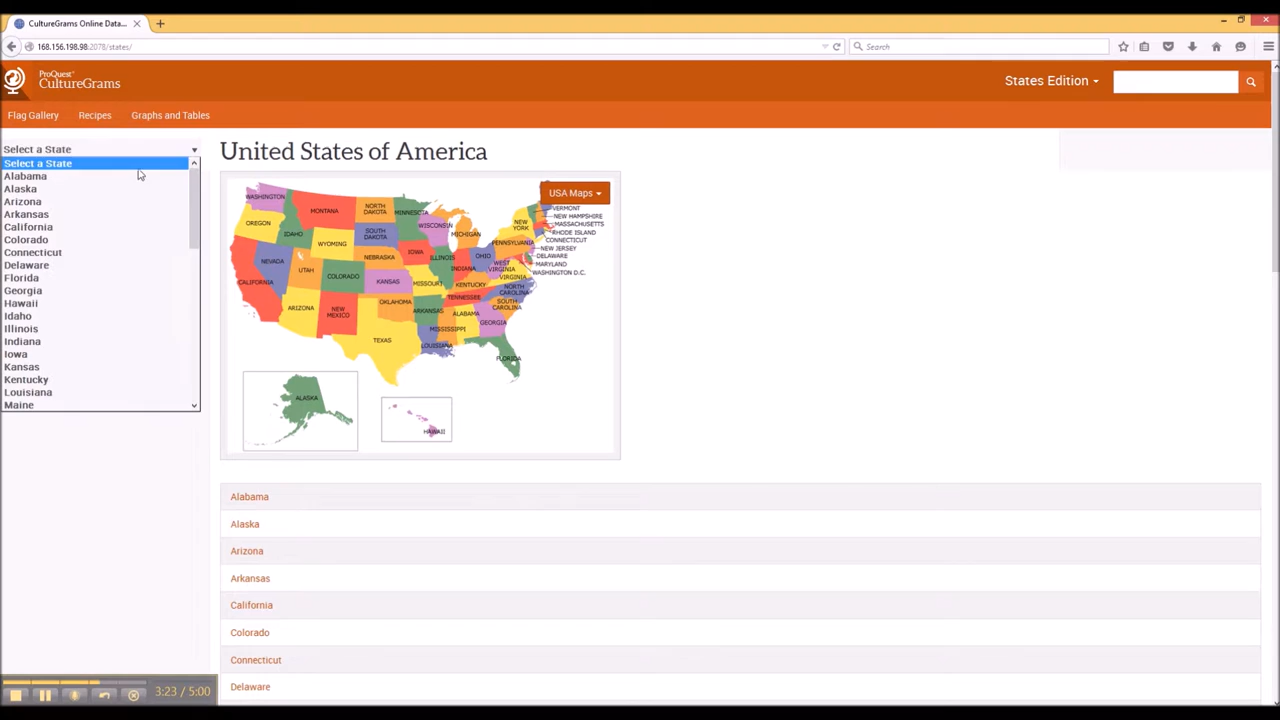 CultureGrams Online Data...
168.156.198.98:2078/states/
Search
ProQuest
CultureGrams
States Edition
Flag Gallery
Recipes
Graphs and Tables
Select a State
Select a State
Alabama
Alaska
Arizona
Arkansas
California
Colorado
Connecticut
Delaware
Florida
Georgia
Hawaii
Idaho
Illinois
Indiana
Iowa
Kansas
Kentucky
Louisiana
Maine
United States of America
USA Maps
WASHINGTON
OREGON
CALIFORNIA
NEVADA
IDAHO
MONTANA
WYOMING
UTAH
COLORADO
ARIZONA
NEW
MEXICO
NORTH
DAKOTA
SOUTH
DAKOTA
NEBRASKA
KANSAS
OKLAHOMA
TEXAS
MINNESOTA
IOWA
MISSOURI
ARKANSAS
LOUISIANA
WISCONSIN
ILLINOIS
MICHIGAN
INDIANA
OHIO
KENTUCKY
TENNESSEE
MISSISSIPPI
ALABAMA
GEORGIA
FLORIDA
SOUTH
CAROLINA
NORTH
CAROLINA
VIRGINIA
WEST
VIRGINIA
PENNSYLVANIA
NEW
YORK
VERMONT
NEW HAMPSHIRE
MASSACHUSETTS
RHODE ISLAND
CONNECTICUT
NEW JERSEY
DELAWARE
MARYLAND
WASHINGTON D.C.
ALASKA
HAWAII
Alabama
Alaska
Arizona
Arkansas
California
Colorado
Connecticut
Delaware
3:23 / 5:00